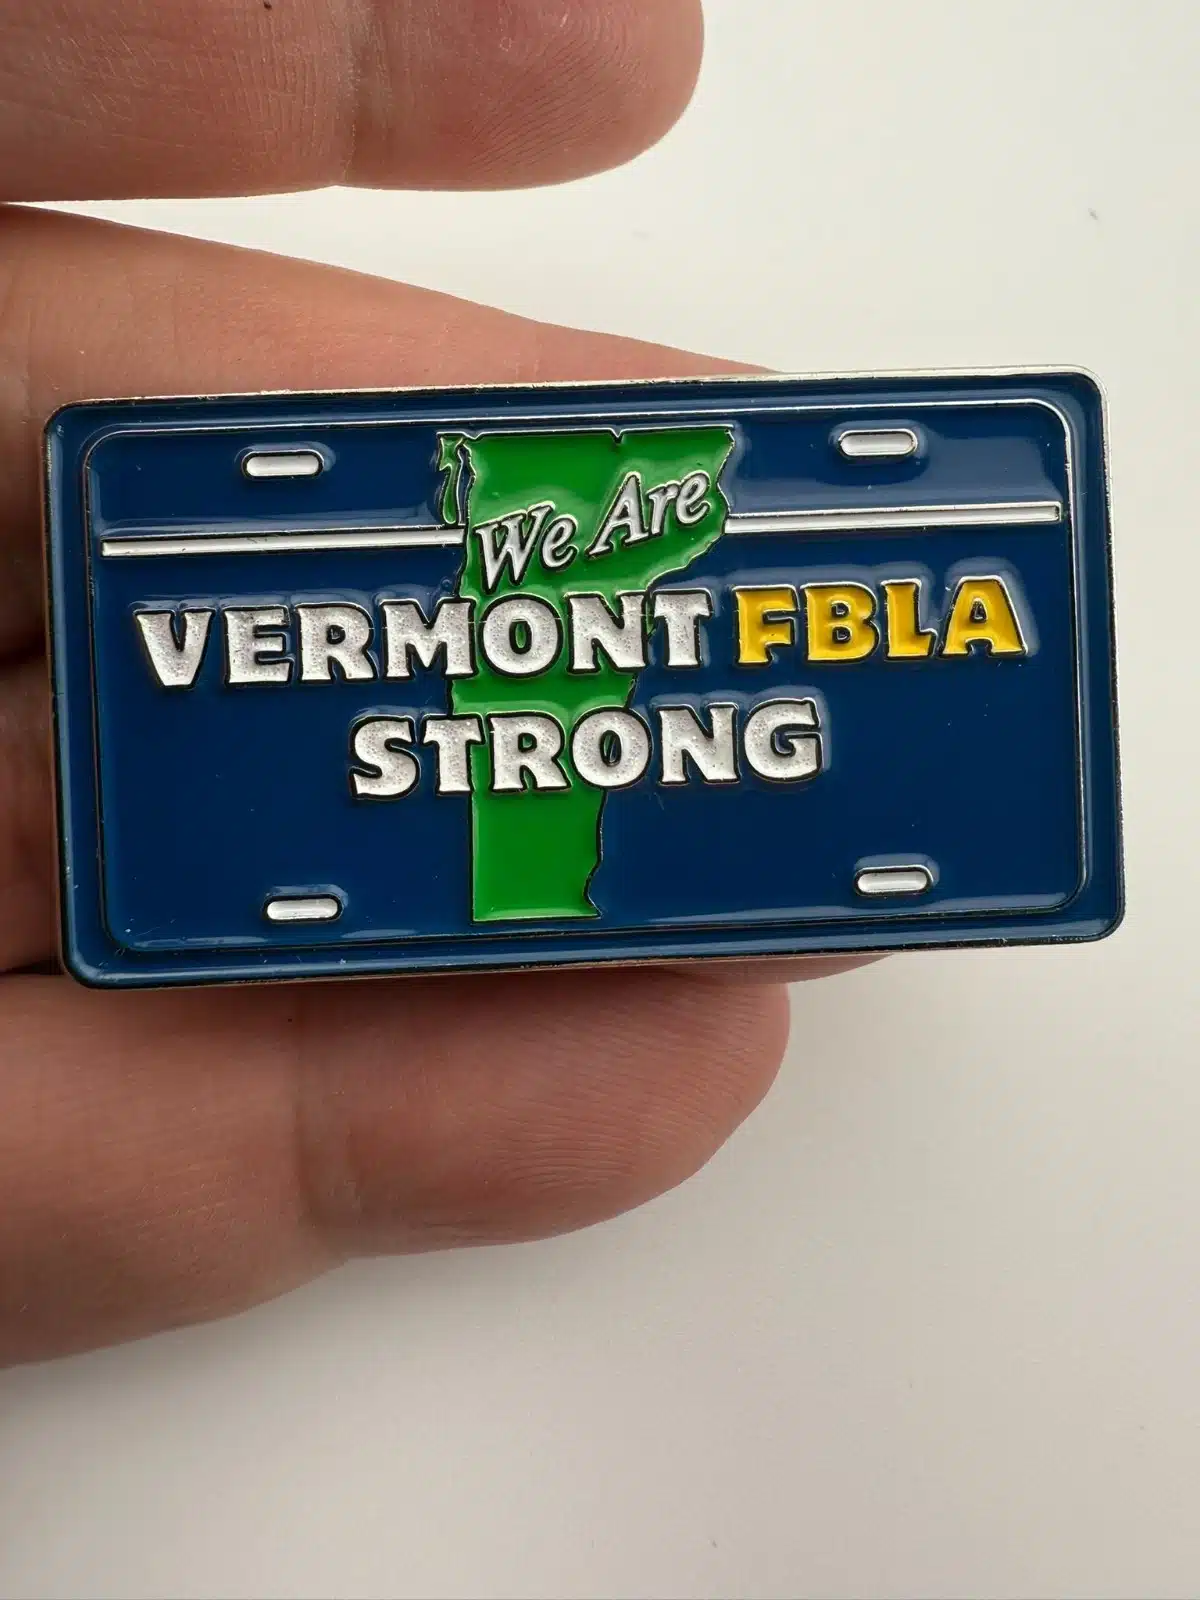 We Are
VERMONT FBLA
STRONG